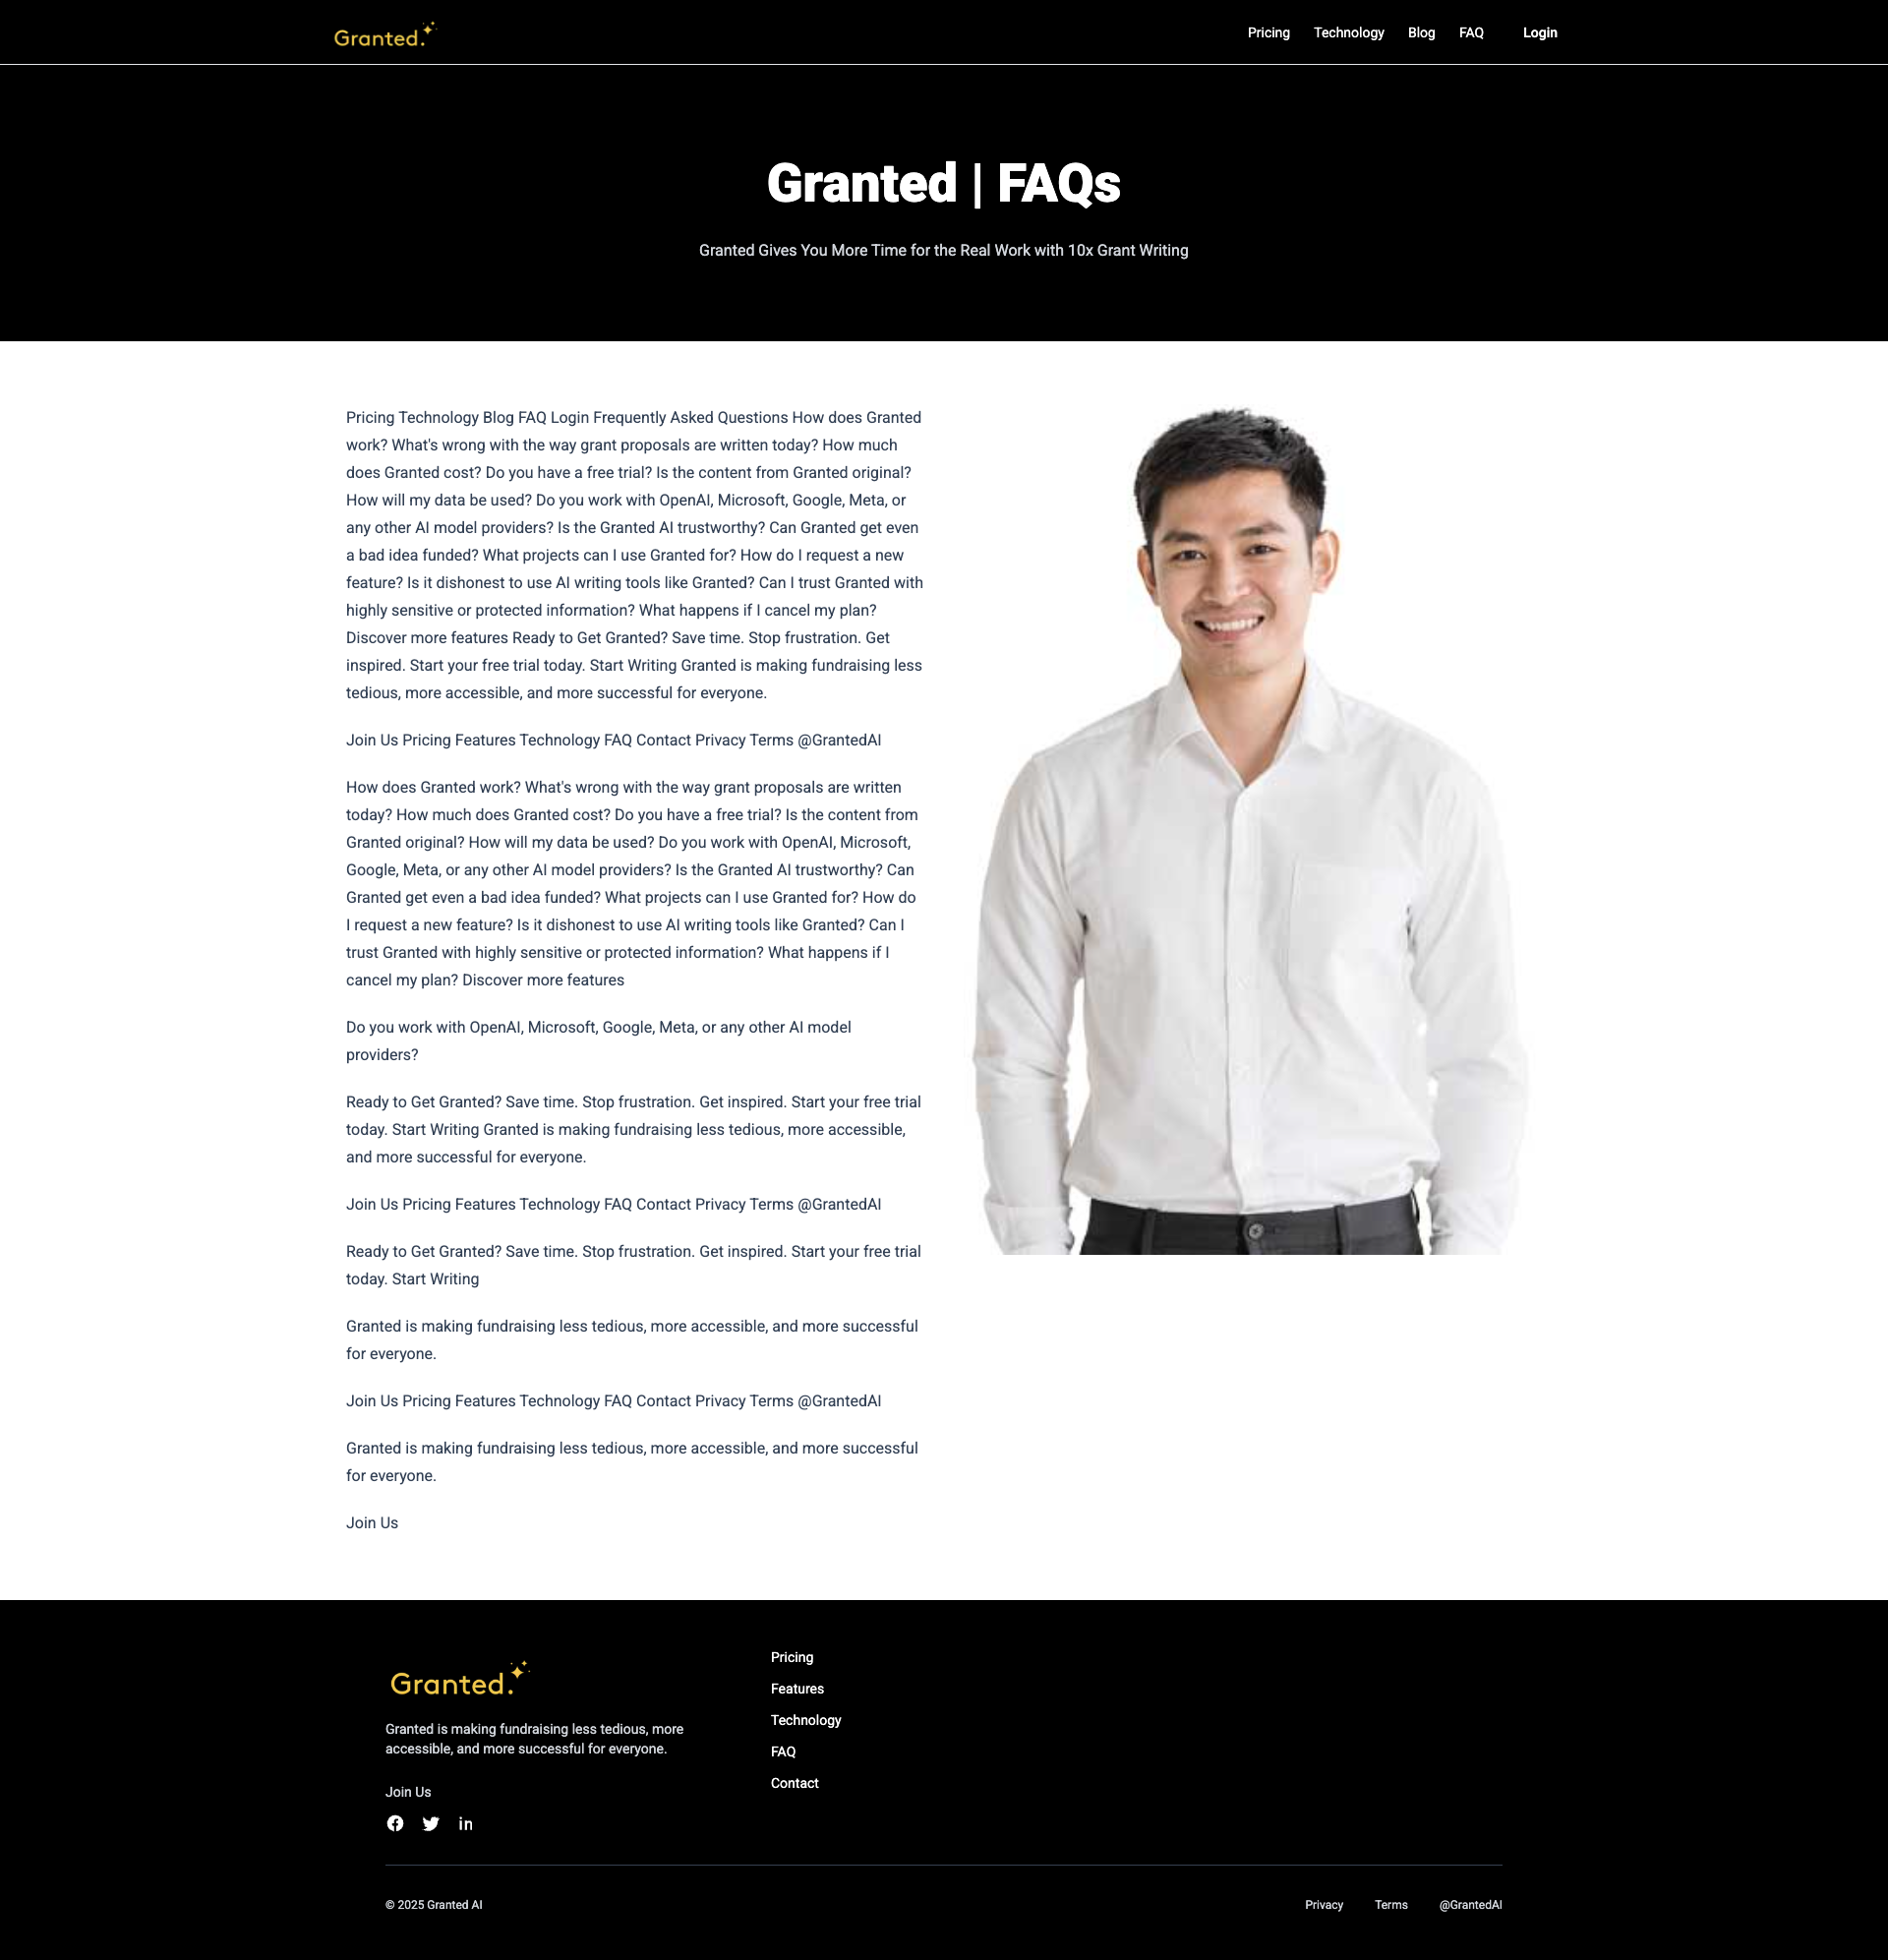 Granted.
Pricing Technology Blog FAQ Login
Granted | FAQs
Granted Gives You More Time for the Real Work with 10x Grant Writing
Pricing Technology Blog FAQ Login Frequently Asked Questions How does Granted
work? What's wrong with the way grant proposals are written today? How much
does Granted cost? Do you have a free trial? Is the content from Granted original?
How will my data be used? Do you work with OpenAI, Microsoft, Google, Meta, or
any other AI model providers? Is the Granted AI trustworthy? Can Granted get even
a bad idea funded? What projects can I use Granted for? How do I request a new
feature? Is it dishonest to use AI writing tools like Granted? Can I trust Granted with
highly sensitive or protected information? What happens if I cancel my plan?
Discover more features Ready to Get Granted? Save time. Stop frustration. Get
inspired. Start your free trial today. Start Writing Granted is making fundraising less
tedious, more accessible, and more successful for everyone.
Join Us Pricing Features Technology FAQ Contact Privacy Terms @GrantedAI
How does Granted work? What's wrong with the way grant proposals are written
today? How much does Granted cost? Do you have a free trial? Is the content from
Granted original? How will my data be used? Do you work with OpenAI, Microsoft,
Google, Meta, or any other AI model providers? Is the Granted AI trustworthy? Can
Granted get even a bad idea funded? What projects can I use Granted for? How do
I request a new feature? Is it dishonest to use AI writing tools like Granted? Can I
trust Granted with highly sensitive or protected information? What happens if I
cancel my plan? Discover more features
Do you work with OpenAI, Microsoft, Google, Meta, or any other AI model
providers?
Ready to Get Granted? Save time. Stop frustration. Get inspired. Start your free trial
today. Start Writing Granted is making fundraising less tedious, more accessible,
and more successful for everyone.
Join Us Pricing Features Technology FAQ Contact Privacy Terms @GrantedAI
Ready to Get Granted? Save time. Stop frustration. Get inspired. Start your free trial
today. Start Writing
Granted is making fundraising less tedious, more accessible, and more successful
for everyone.
Join Us Pricing Features Technology FAQ Contact Privacy Terms @GrantedAI
Granted is making fundraising less tedious, more accessible, and more successful
for everyone.
Join Us
Granted.
Granted is making fundraising less tedious, more
accessible, and more successful for everyone.
Join Us
Pricing
Features
Technology
FAQ
Contact
© 2025 Granted AI
Privacy Terms @GrantedAI